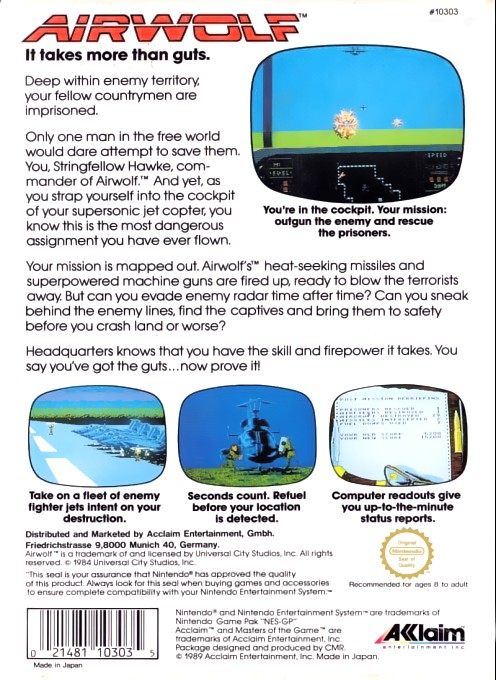 AIRWOLF™
#10303
It takes more than guts.
Deep within enemy territory,
your fellow countrymen are
imprisoned.
Only one man in the free world
would dare attempt to save them.
You, Stringfellow Hawke, com-
mander of Airwolf.™ And yet, as
you strap yourself into the cockpit
of your supersonic jet copter, you
know this is the most dangerous
assignment you have ever flown.
SPEED
FUEL
You're in the cockpit. Your mission:
outgun the enemy and rescue
the prisoners.
Your mission is mapped out. Airwolf's™ heat-seeking missiles and
superpowered machine guns are fired up, ready to blow the terrorists
away. But can you evade enemy radar time after time? Can you sneak
behind the enemy lines, find the captives and bring them to safety
before you crash land or worse?
Headquarters knows that you have the skill and firepower it takes. You
say you've got the guts...now prove it!
POST MISSION DEBRIEFING
Take on a fleet of enemy
fighter jets intent on your
destruction.
Seconds count. Refuel
before your location
is detected.
Computer readouts give
you up-to-the-minute
status reports.
Distributed and Marketed by Acclaim Entertainment, Gmbh.
Friedrichstrasse 9,8000 Munich 40, Germany.
Airwolf™ is a trademark of and licensed by Universal City Studios, Inc. All rights
reserved. © 1984 Universal City Studios, Inc.
"This seal is your assurance that Nintendo® has approved the quality
of this product. Always look for this seal when buying games and accessories
to ensure complete compatibility with your Nintendo Entertainment System.™
Original
Nintendo
Seal of
Quality
Recommended for ages 8 to adult
0 21481 10303 5
Made in Japan
Nintendo® and Nintendo Entertainment System™ are trademarks of
Nintendo Game Pak "NES-GP"
Acclaim™ and Masters of the Game™ are
trademarks of Acclaim Entertainment, Inc.
Package designed and produced by CMR.
© 1989 Acclaim Entertainment, Inc. Made in Japan.
Acclaim™
entertainment inc